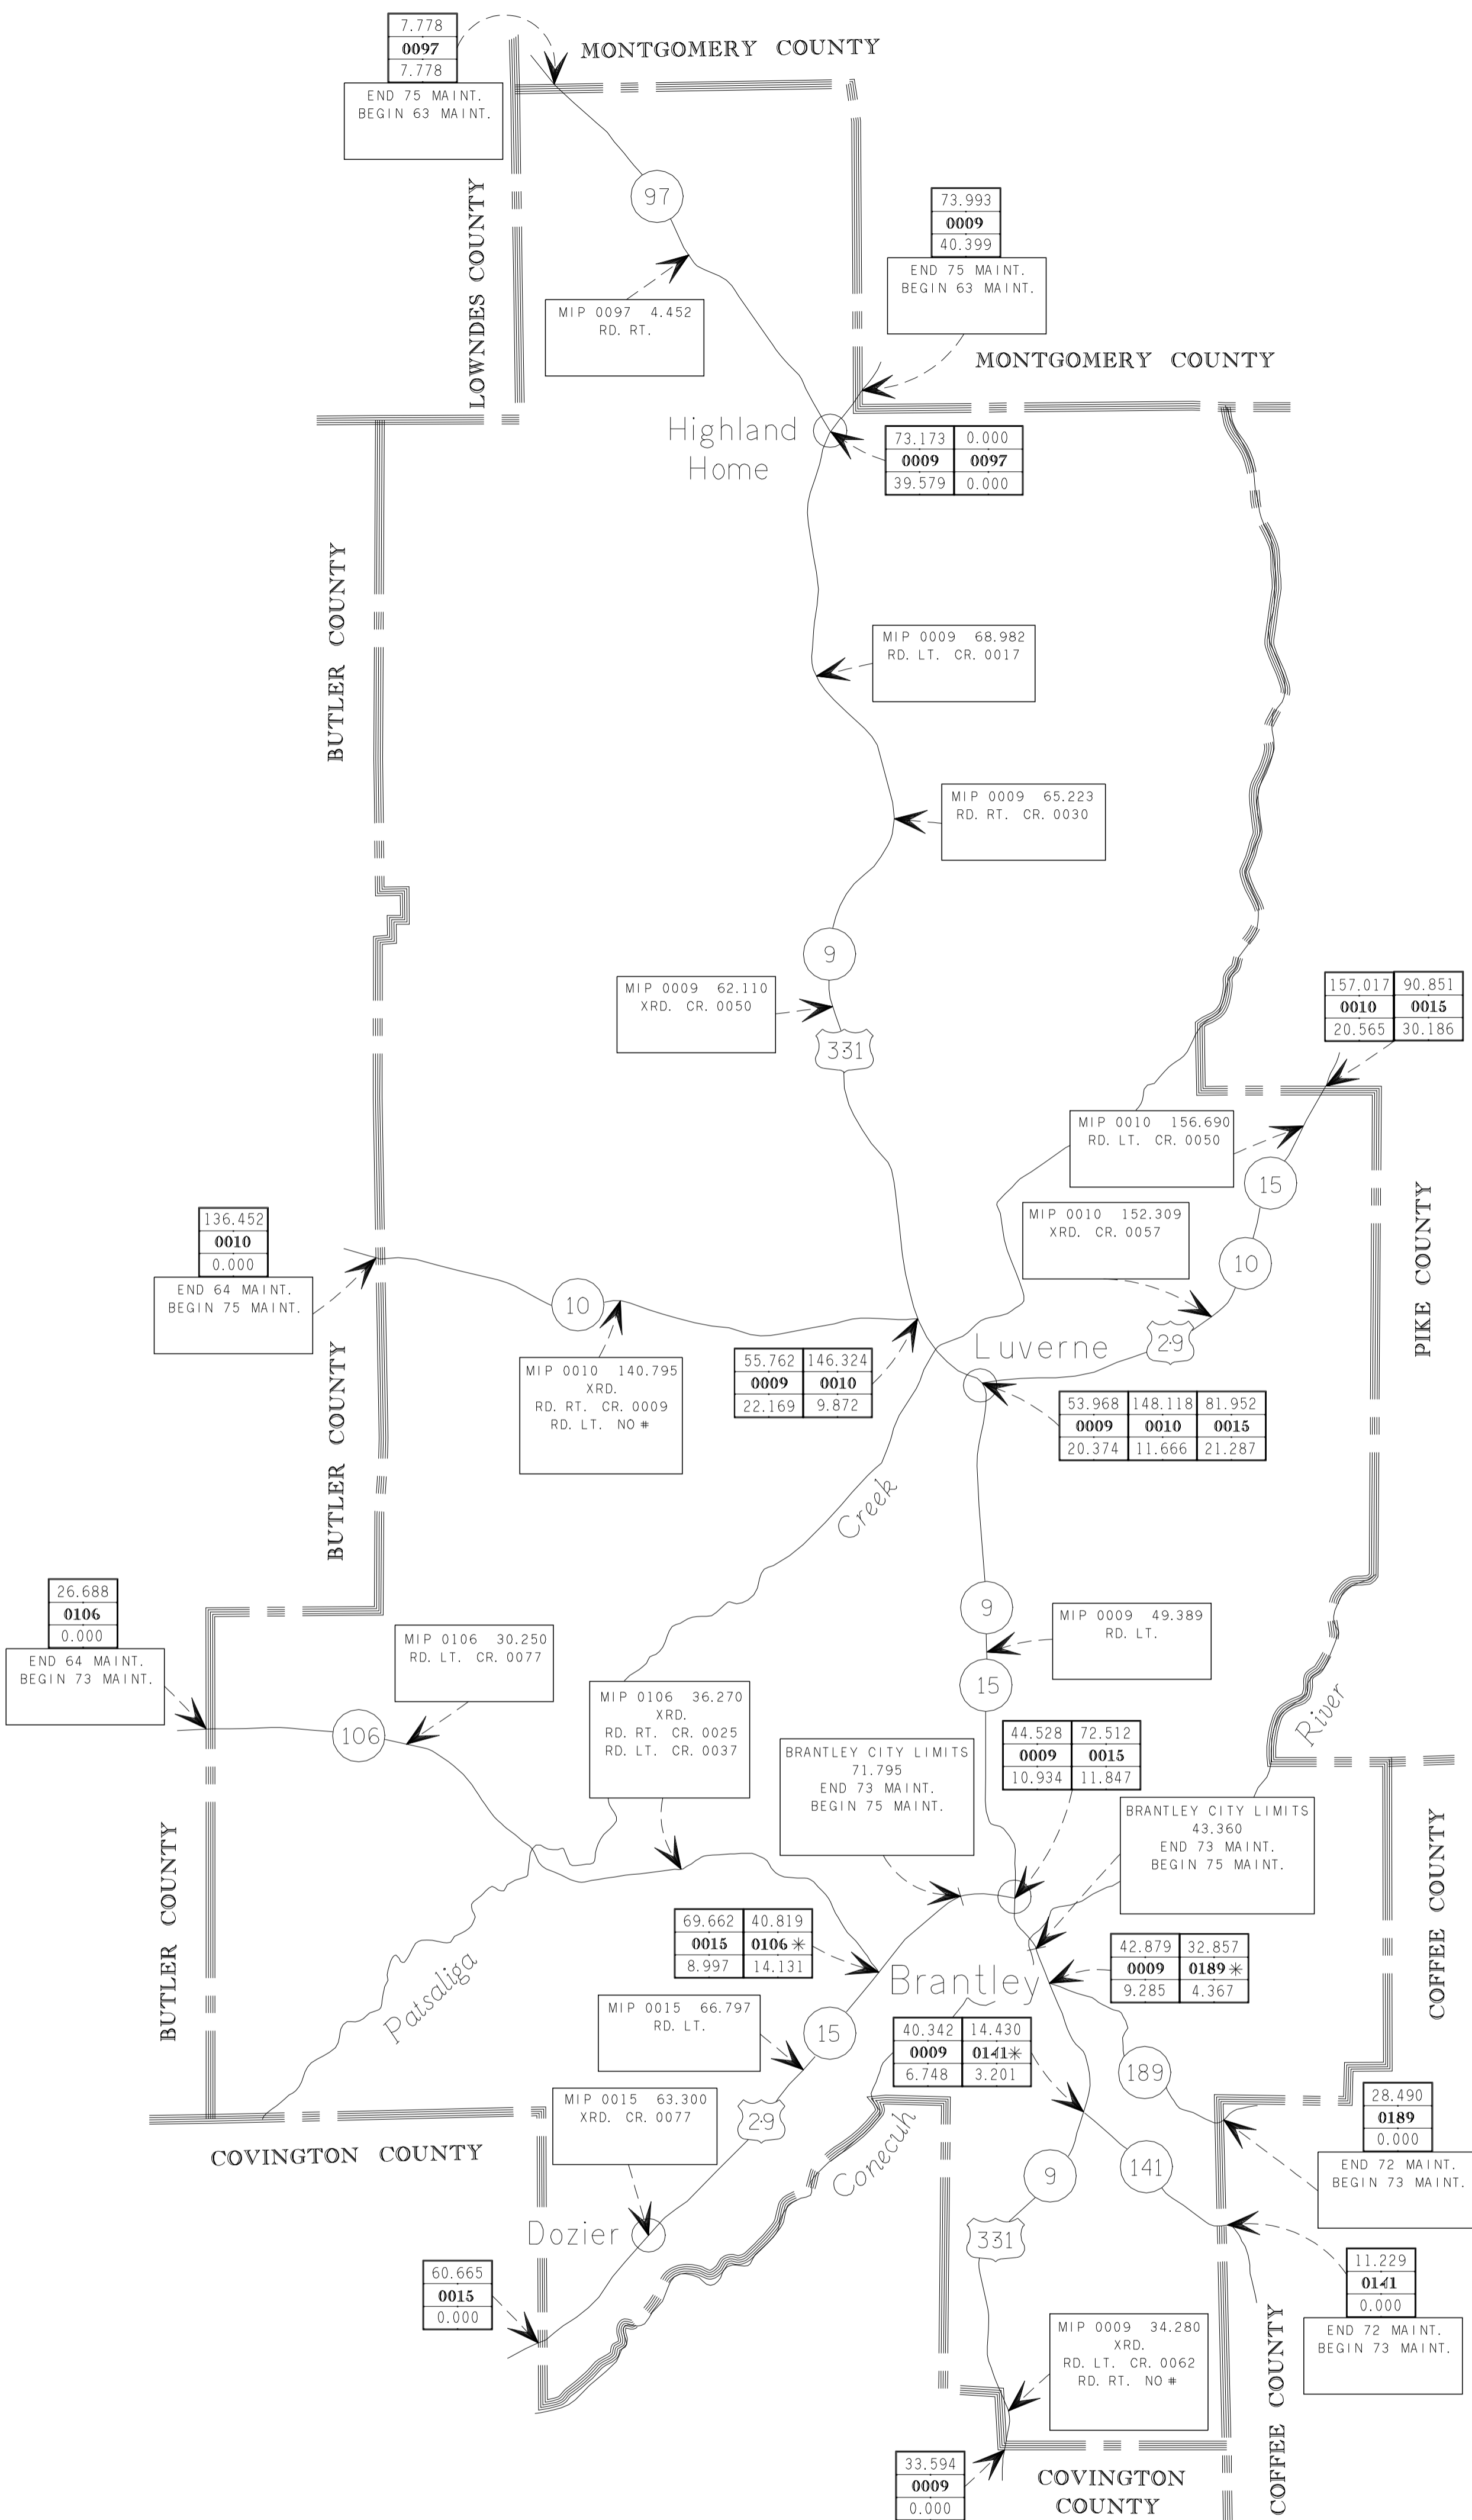 7.778
0097
7.778
END 75 MAINT.
BEGIN 63 MAINT.
MONTGOMERY COUNTY
LOWNDES COUNTY
97
73.993
0009
40.399
END 75 MAINT.
BEGIN 63 MAINT.
MIP 0097 4.452
RD. RT.
MONTGOMERY COUNTY
Highland
Home
73.173 0.000
0009 0097
39.579 0.000
BUTLER COUNTY
MIP 0009 68.982
RD. LT. CR. 0017
MIP 0009 65.223
RD. RT. CR. 0030
9
MIP 0009 62.110
XRD. CR. 0050
331
157.017 90.851
0010 0015
20.565 30.186
MIP 0010 156.690
RD. LT. CR. 0050
15
PIKE COUNTY
136.452
0010
0.000
END 64 MAINT.
BEGIN 75 MAINT.
MIP 0010 152.309
XRD. CR. 0057
10
10
29
Luverne
MIP 0010 140.795
XRD.
RD. RT. CR. 0009
RD. LT. NO #
55.762 146.324
0009 0010
22.169 9.872
53.968 148.118 81.952
0009 0010 0015
20.374 11.666 21.287
BUTLER COUNTY
Creek
26.688
0106
0.000
END 64 MAINT.
BEGIN 73 MAINT.
9
MIP 0009 49.389
RD. LT.
MIP 0106 30.250
RD. LT. CR. 0077
106
MIP 0106 36.270
XRD.
RD. RT. CR. 0025
RD. LT. CR. 0037
15
River
BRANTLEY CITY LIMITS
71.795
END 73 MAINT.
BEGIN 75 MAINT.
44.528 72.512
0009 0015
10.934 11.847
BRANTLEY CITY LIMITS
43.360
END 73 MAINT.
BEGIN 75 MAINT.
BUTLER COUNTY
COFFEE COUNTY
69.662 40.819
0015 0106 *
8.997 14.131
42.879 32.857
0009 0189 *
9.285 4.367
Brantley
Patsaliga
MIP 0015 66.797
RD. LT.
15
40.342 14.430
0009 0141 *
6.748 3.201
189
MIP 0015 63.300
XRD. CR. 0077
29
28.490
0189
0.000
END 72 MAINT.
BEGIN 73 MAINT.
COVINGTON COUNTY
Conecuh
9
141
Dozier
331
60.665
0015
0.000
11.229
0141
0.000
END 72 MAINT.
BEGIN 73 MAINT.
MIP 0009 34.280
XRD.
RD. LT. CR. 0062
RD. RT. NO #
COFFEE COUNTY
33.594
0009
0.000
COVINGTON
COUNTY